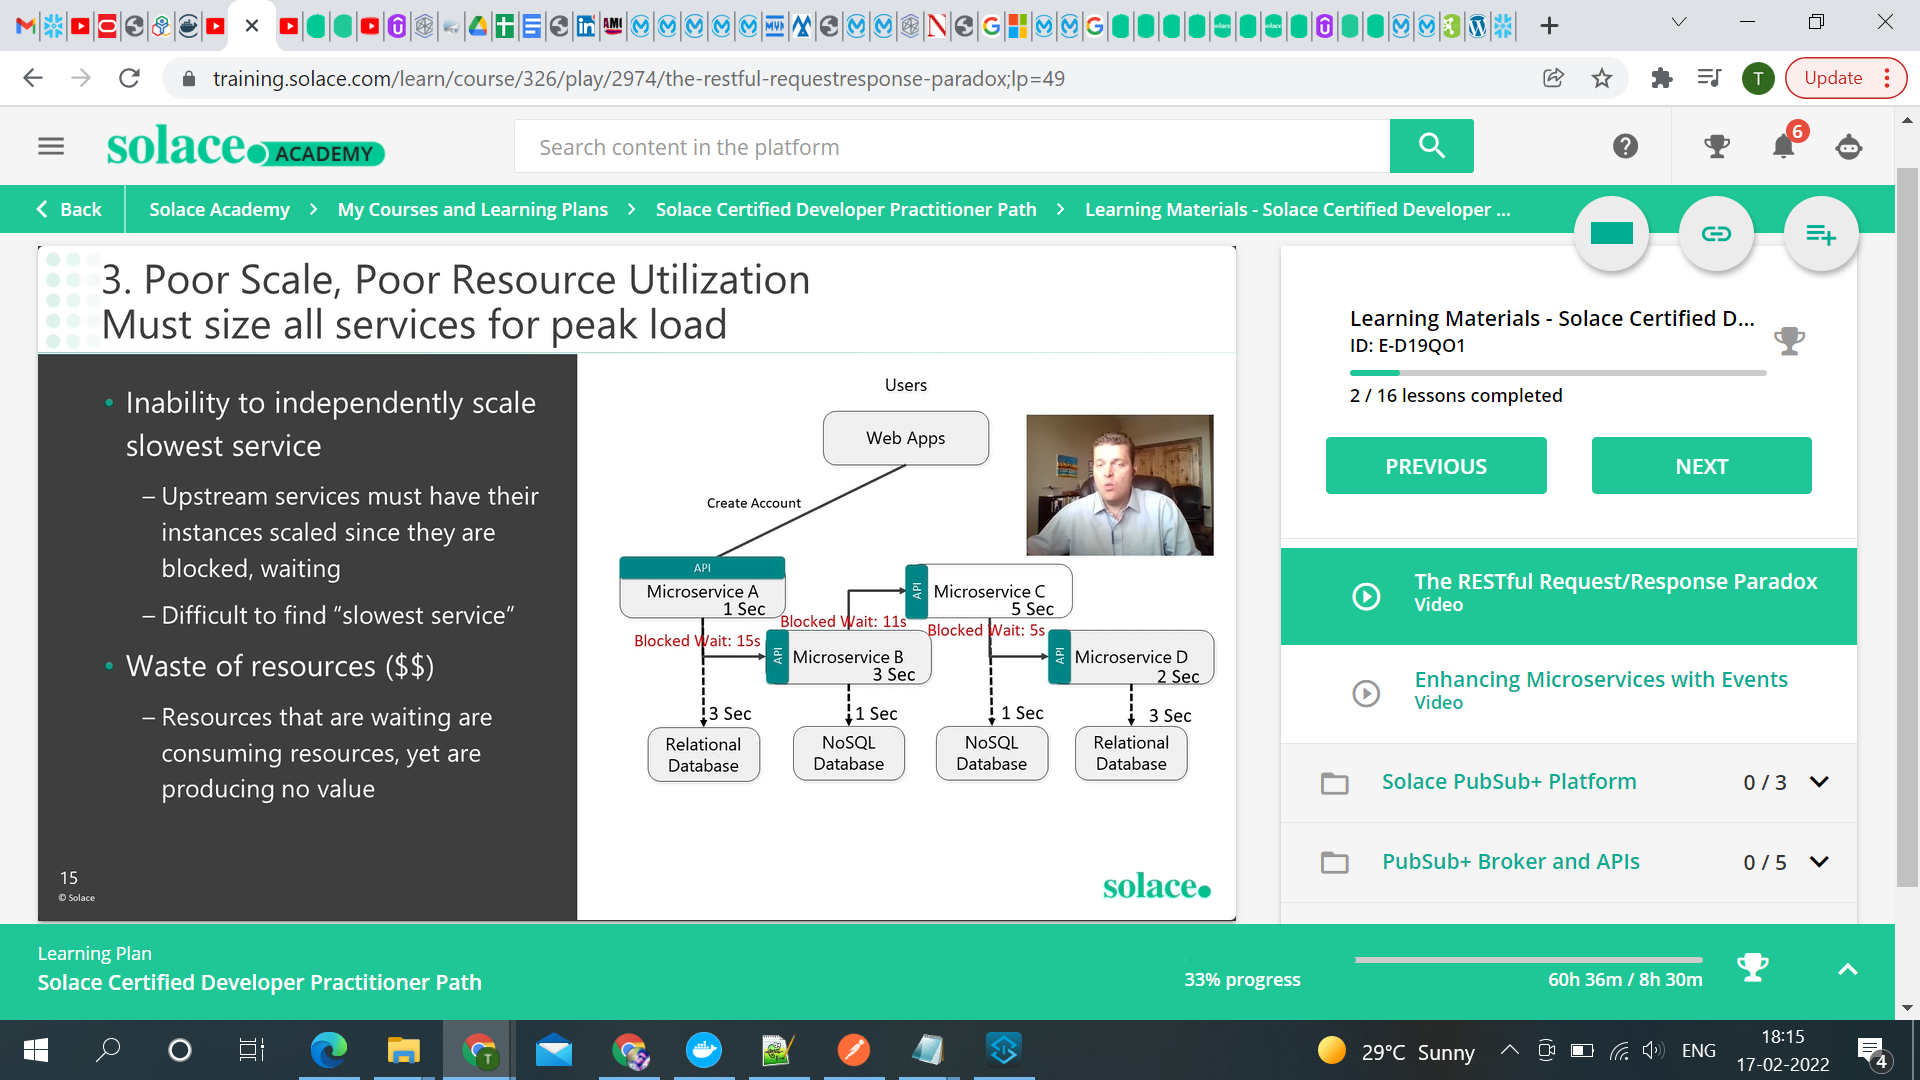 training.solace.com/learn/course/326/play/2974/the-restful-requestresponse-paradox;lp=49
T
Update
solace.
ACADEMY
Search content in the platform
6
Back
Solace Academy
My Courses and Learning Plans
Solace Certified Developer Practitioner Path
Learning Materials - Solace Certified Developer ...
3. Poor Scale, Poor Resource Utilization
Must size all services for peak load
• Inability to independently scale
slowest service
– Upstream services must have their
instances scaled since they are
blocked, waiting
– Difficult to find “slowest service”
• Waste of resources ($$)
– Resources that are waiting are
consuming resources, yet are
producing no value
15
© Solace
Users
Web Apps
Create Account
API
Microservice A
1 Sec
API
Microservice C
5 Sec
Blocked Wait: 11s
Blocked Wait: 5s
Blocked Wait: 15s
API
Microservice B
3 Sec
API
Microservice D
2 Sec
3 Sec
1 Sec
1 Sec
3 Sec
Relational
Database
NoSQL
Database
NoSQL
Database
Relational
Database
solace.
Learning Materials - Solace Certified D...
ID: E-D19QO1
2 / 16 lessons completed
PREVIOUS
NEXT
The RESTful Request/Response Paradox
Video
Enhancing Microservices with Events
Video
Solace PubSub+ Platform
0 / 3
PubSub+ Broker and APIs
0 / 5
Learning Plan
Solace Certified Developer Practitioner Path
33% progress
60h 36m / 8h 30m
29°C Sunny
ENG
18:15
17-02-2022
4